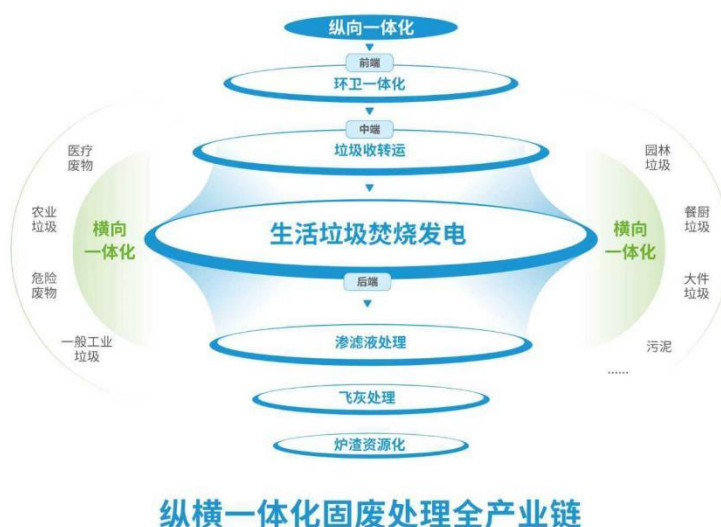 纵向一体化
前端
环卫一体化
中端
垃圾收转运
生活垃圾焚烧发电
后端
渗滤液处理
飞灰处理
炉渣资源化
医疗
废物
农业
垃圾
危险
废物
一般工业
垃圾
横向
一体化
横向
一体化
园林
垃圾
餐厨
垃圾
大件
垃圾
污泥
......
纵横一体化固废处理全产业链